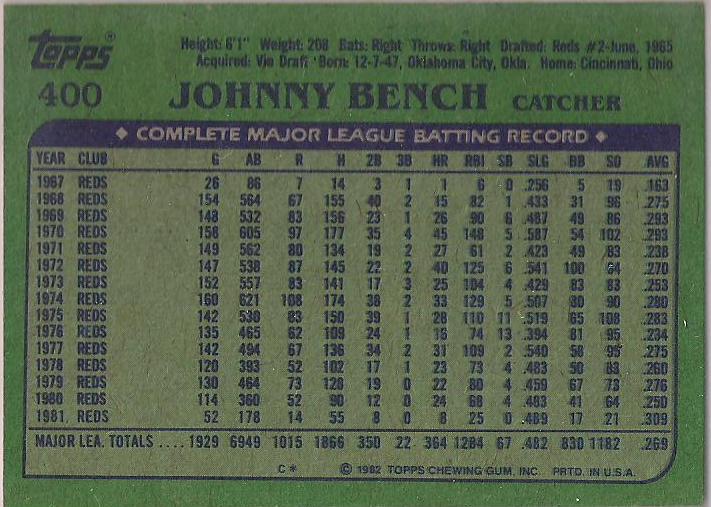 Topps®
Height: 6'1" Weight: 208 Bats: Right Throws: Right Drafted: Reds #2-June, 1965
Acquired: Via Draft Born: 12-7-47, Oklahoma City, Okla. Home: Cincinnati, Ohio
400 JOHNNY BENCH CATCHER
◆ COMPLETE MAJOR LEAGUE BATTING RECORD ◆
YEAR CLUB G AB R H 2B 3B HR RBI SB SLG BB SO AVG
1967 REDS 26 86 7 14 3 1 1 6 0 .256 5 19 .163
1968 REDS 154 564 67 155 40 2 15 82 1 .433 31 96 .275
1969 REDS 148 532 83 156 23 1 26 90 6 .487 49 86 .293
1970 REDS 158 605 97 177 35 4 45 148 5 .587 54 102 .293
1971 REDS 149 562 80 134 19 2 27 61 2 .423 49 83 .238
1972 REDS 147 538 87 145 22 2 40 125 6 .541 100 84 .270
1973 REDS 152 557 83 141 17 3 25 104 4 .429 83 83 .253
1974 REDS 160 621 108 174 38 2 33 129 5 .507 80 90 .280
1975 REDS 142 530 83 150 39 1 28 110 11 .519 65 108 .283
1976 REDS 135 465 62 109 24 1 16 74 13 .394 81 95 .234
1977 REDS 142 494 67 136 34 2 31 109 2 .540 58 95 .275
1978 REDS 120 393 52 102 17 1 23 73 4 .483 50 83 .260
1979 REDS 130 464 73 128 19 0 22 80 4 .459 67 73 .276
1980 REDS 114 360 52 90 12 0 24 68 4 .483 41 64 .250
1981 REDS 52 178 14 55 8 0 8 25 0 .489 17 21 .309
MAJOR LEA. TOTALS .... 1929 6949 1015 1866 350 22 364 1284 67 .482 830 1182 .269
C* © 1982 TOPPS CHEWING GUM, INC. PRTD. IN U.S.A.